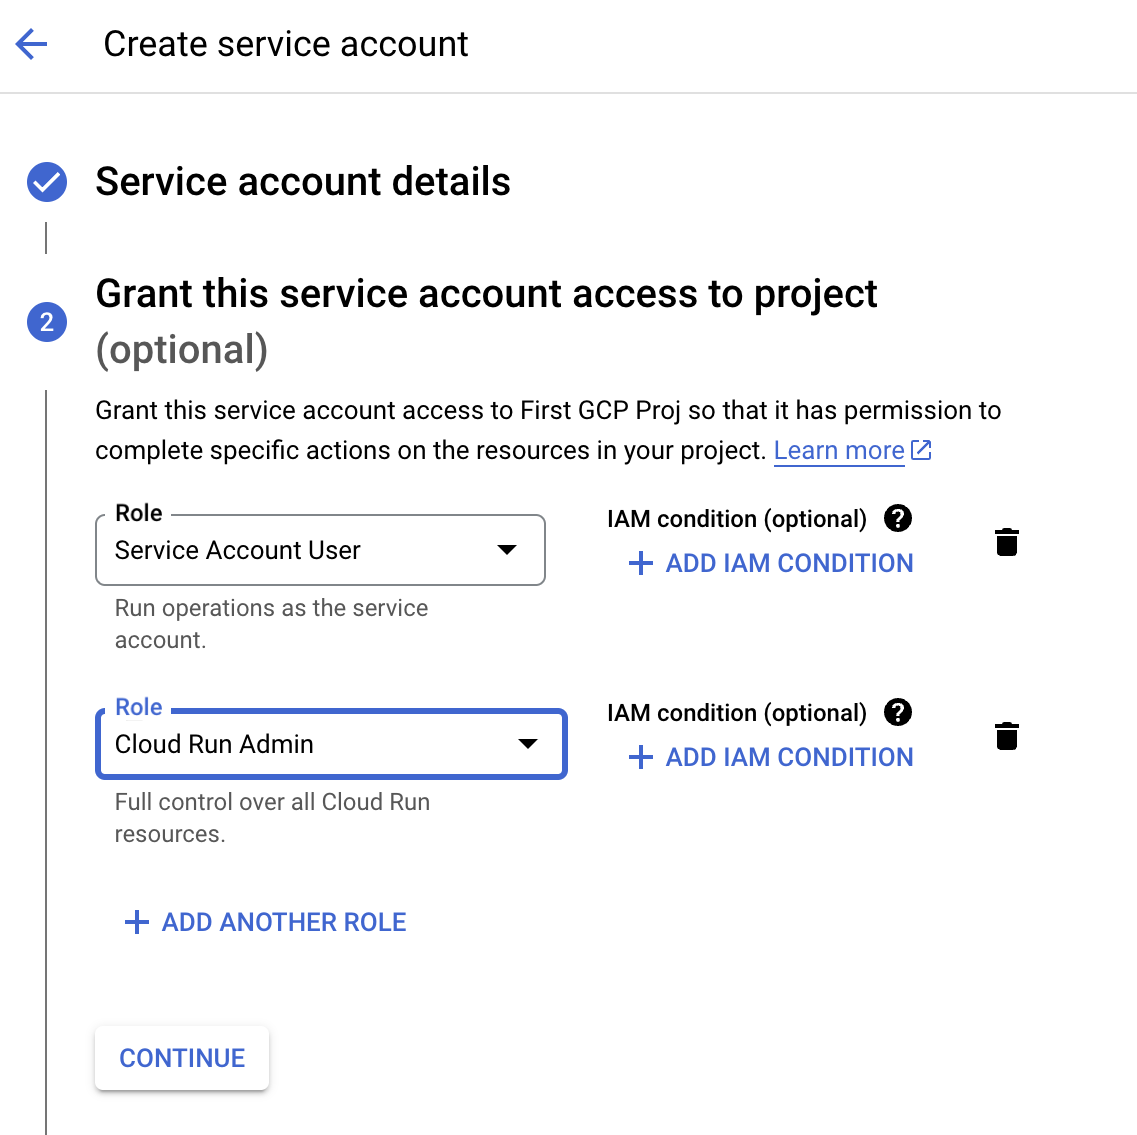 Create service account
Service account details
2
Grant this service account access to project
(optional)
Grant this service account access to First GCP Proj so that it has permission to
complete specific actions on the resources in your project. Learn more
Role
Service Account User
Run operations as the service
account.
IAM condition (optional) ?
+ ADD IAM CONDITION
Role
Cloud Run Admin
Full control over all Cloud Run
resources.
IAM condition (optional) ?
+ ADD IAM CONDITION
+ ADD ANOTHER ROLE
CONTINUE